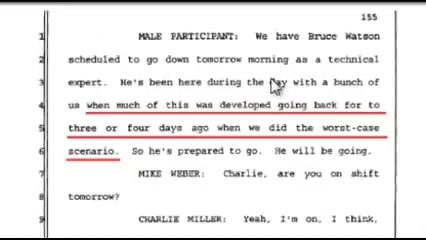 155
1 MALE PARTICIPANT: We have Bruce Watson
2 scheduled to go down tomorrow morning as a technical
3 expert. He's been here during the day with a bunch of
4 us when much of this was developed going back for to
5 three or four days ago when we did the worst-case
6 scenario. So he's prepared to go. He will be going.
7 MIKE WEBER: Charlie, are you on shift
8 tomorrow?
9 CHARLIE MILLER: Yeah, I'm on, I think,